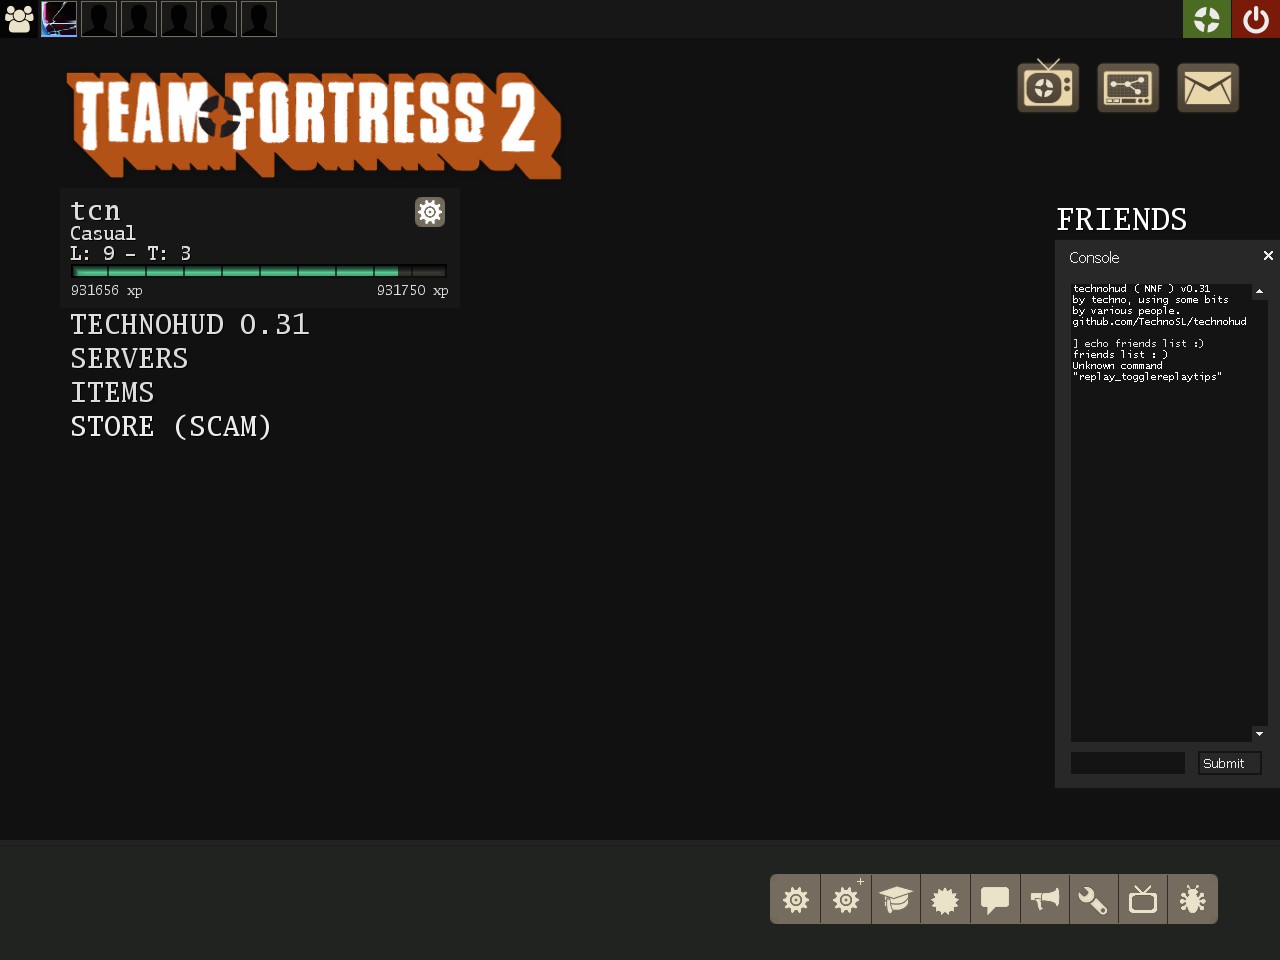 TEAM FORTRESS 2
tcn
Casual
L: 9 - T: 3
931656 xp
931750 xp
TECHNOHUD 0.31
SERVERS
ITEMS
STORE (SCAM)
FRIENDS
Console
technohud ( NNF ) v0.31
by techno, using some bits
by various people.
github.com/TechnoSL/technohud
] echo friends list :)
friends list : )
Unknown command
"replay_togglereplaytips"
Submit
+